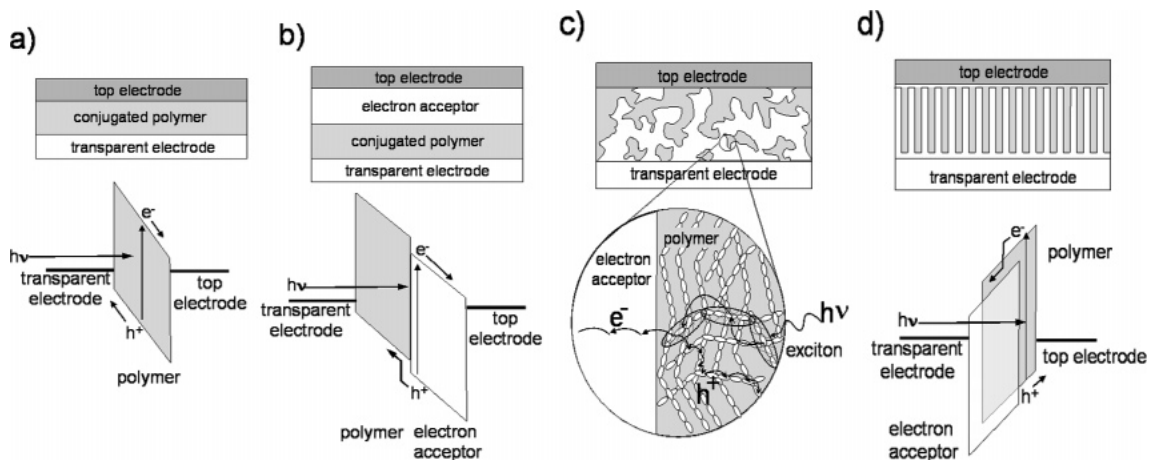 a)
top electrode
conjugated polymer
transparent electrode
e-
hν
transparent
electrode
top
electrode
h+
polymer
b)
top electrode
electron acceptor
conjugated polymer
transparent electrode
e-
hν
transparent
electrode
top
electrode
h+
polymer
electron
acceptor
c)
top electrode
transparent electrode
polymer
electron
acceptor
e-
hν
exciton
h+
d)
top electrode
transparent electrode
e-
polymer
hν
transparent
electrode
top electrode
h+
electron
acceptor